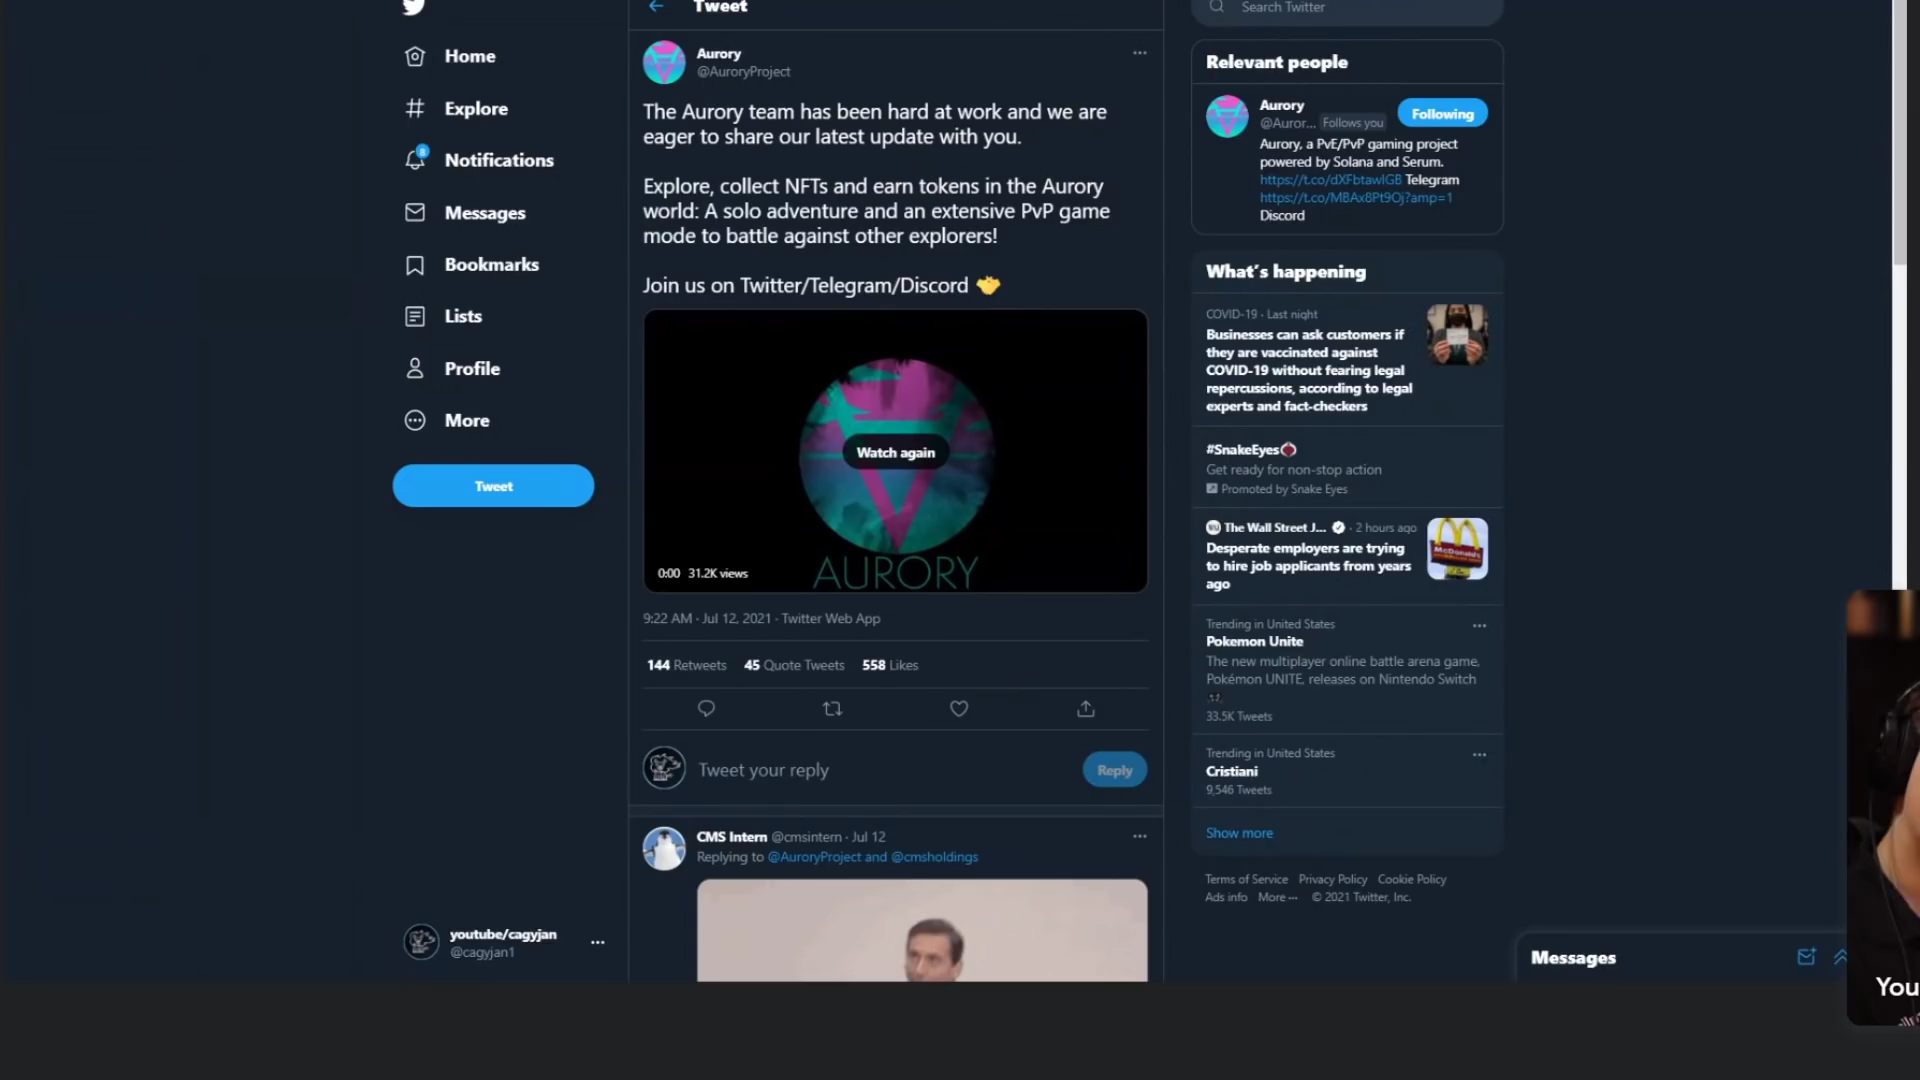 Home
Explore
8
Notifications
Messages
Bookmarks
Lists
Profile
More
Tweet
youtube/cagyjan
@cagyjan1
Tweet
Aurory
@AuroryProject
The Aurory team has been hard at work and we are
eager to share our latest update with you.
Explore, collect NFTs and earn tokens in the Aurory
world: A solo adventure and an extensive PvP game
mode to battle against other explorers!
Join us on Twitter/Telegram/Discord
Watch again
AURORY
0:00 31.2K views
9:22 AM · Jul 12, 2021 · Twitter Web App
144 Retweets 45 Quote Tweets 558 Likes
Tweet your reply
Reply
CMS Intern @cmsintern · Jul 12
Replying to @AuroryProject and @cmsholdings
Search Twitter
Relevant people
Aurory
@Auror... Follows you
Following
Aurory, a PvE/PvP gaming project
powered by Solana and Serum.
https://t.co/dXFbtawlGB Telegram
https://t.co/MBAx8Pt9Oj?amp=1
Discord
What's happening
COVID-19 · Last night
Businesses can ask customers if
they are vaccinated against
COVID-19 without fearing legal
repercussions, according to legal
experts and fact-checkers
#SnakeEyes
Get ready for non-stop action
Promoted by Snake Eyes
The Wall Street J... · 2 hours ago
Desperate employers are trying
to hire job applicants from years
ago
McDonald's
Trending in United States
Pokemon Unite
The new multiplayer online battle arena game,
Pokémon UNITE, releases on Nintendo Switch
33.5K Tweets
Trending in United States
Cristiani
9,546 Tweets
Show more
Terms of Service Privacy Policy Cookie Policy
Ads info More ··· © 2021 Twitter, Inc.
Messages
You